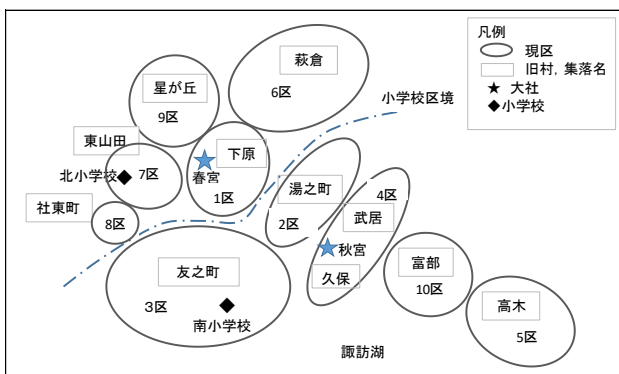 凡例
現区
旧村，集落名
大社
小学校
萩倉
6区
星が丘
9区
小学校区境
東山田
北小学校
7区
下原
春宮
1区
湯之町
2区
4区
武居
秋宮
久保
社東町
8区
友之町
３区
南小学校
富部
10区
高木
5区
諏訪湖